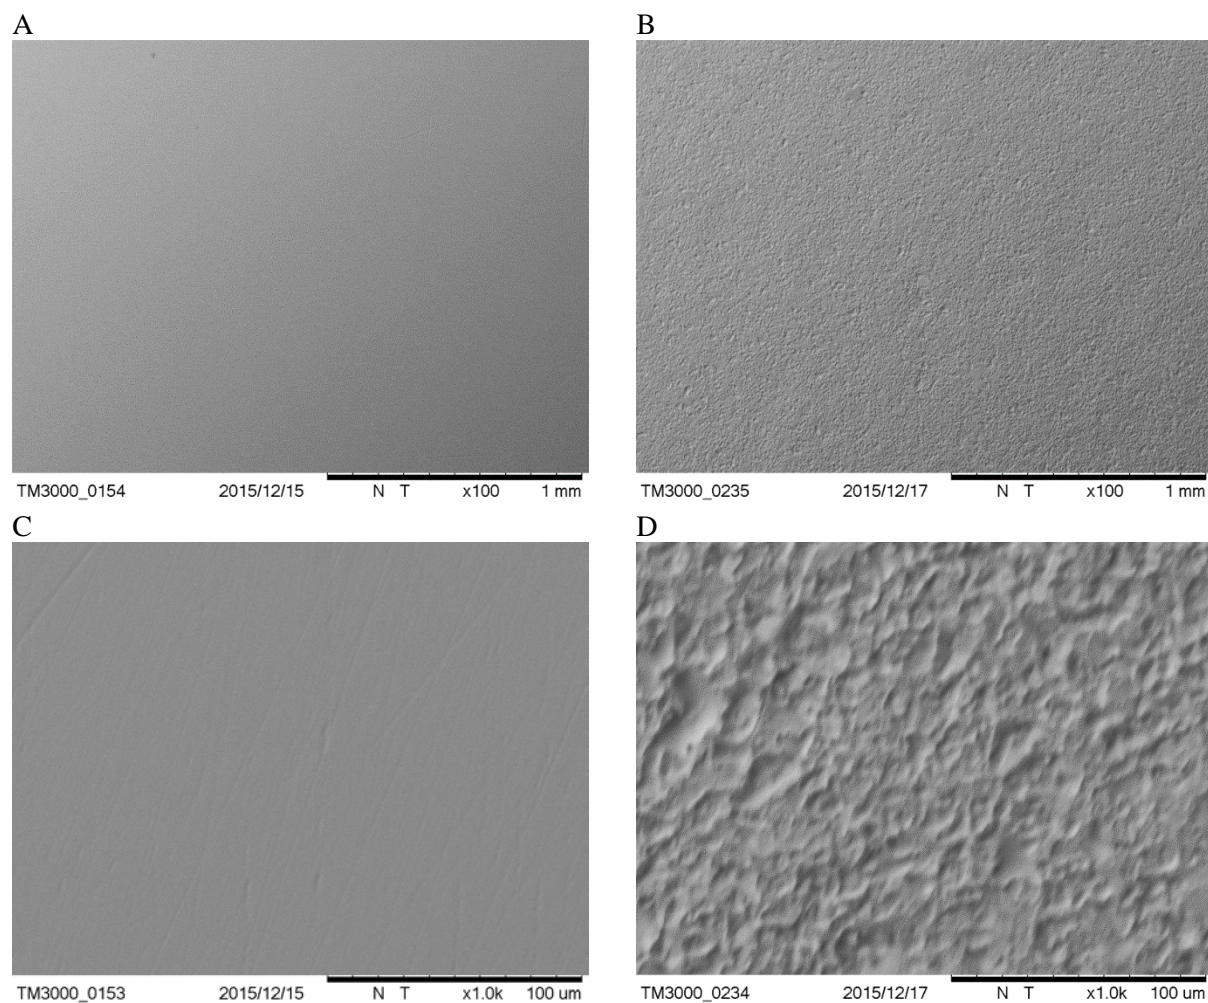 A
B
TM3000_0154 2015/12/15 N T x100 1 mm
TM3000_0235 2015/12/17 N T x100 1 mm
C
D
TM3000_0153 2015/12/15 N T x1.0k 100 um
TM3000_0234 2015/12/17 N T x1.0k 100 um